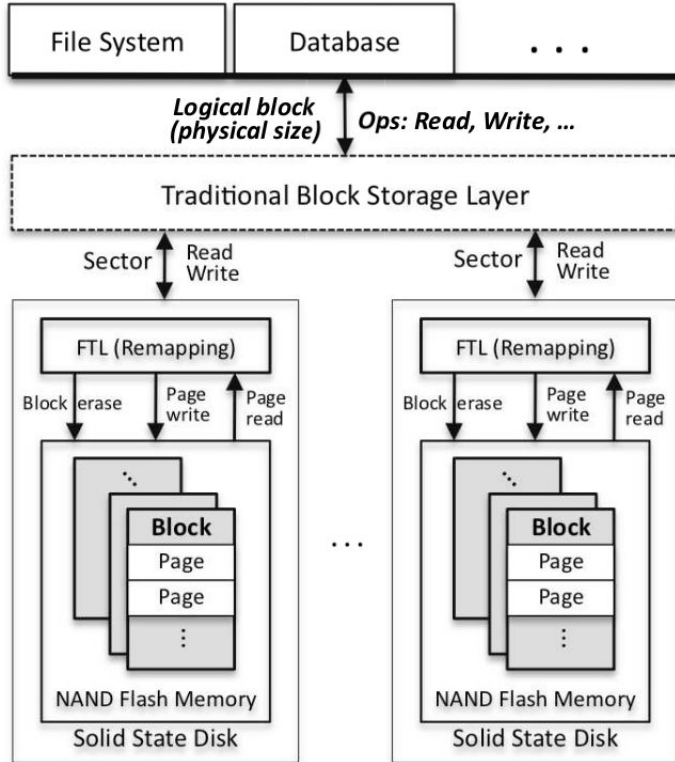 File System
Database
. . .
Logical block
(physical size)
Ops: Read, Write, ...
Traditional Block Storage Layer
Sector
Read
Write
Sector
Read
Write
FTL (Remapping)
Block erase
Page
write
Page
read
...
Block
Page
Page
...
NAND Flash Memory
Solid State Disk
...
FTL (Remapping)
Block erase
Page
write
Page
read
...
Block
Page
Page
...
NAND Flash Memory
Solid State Disk